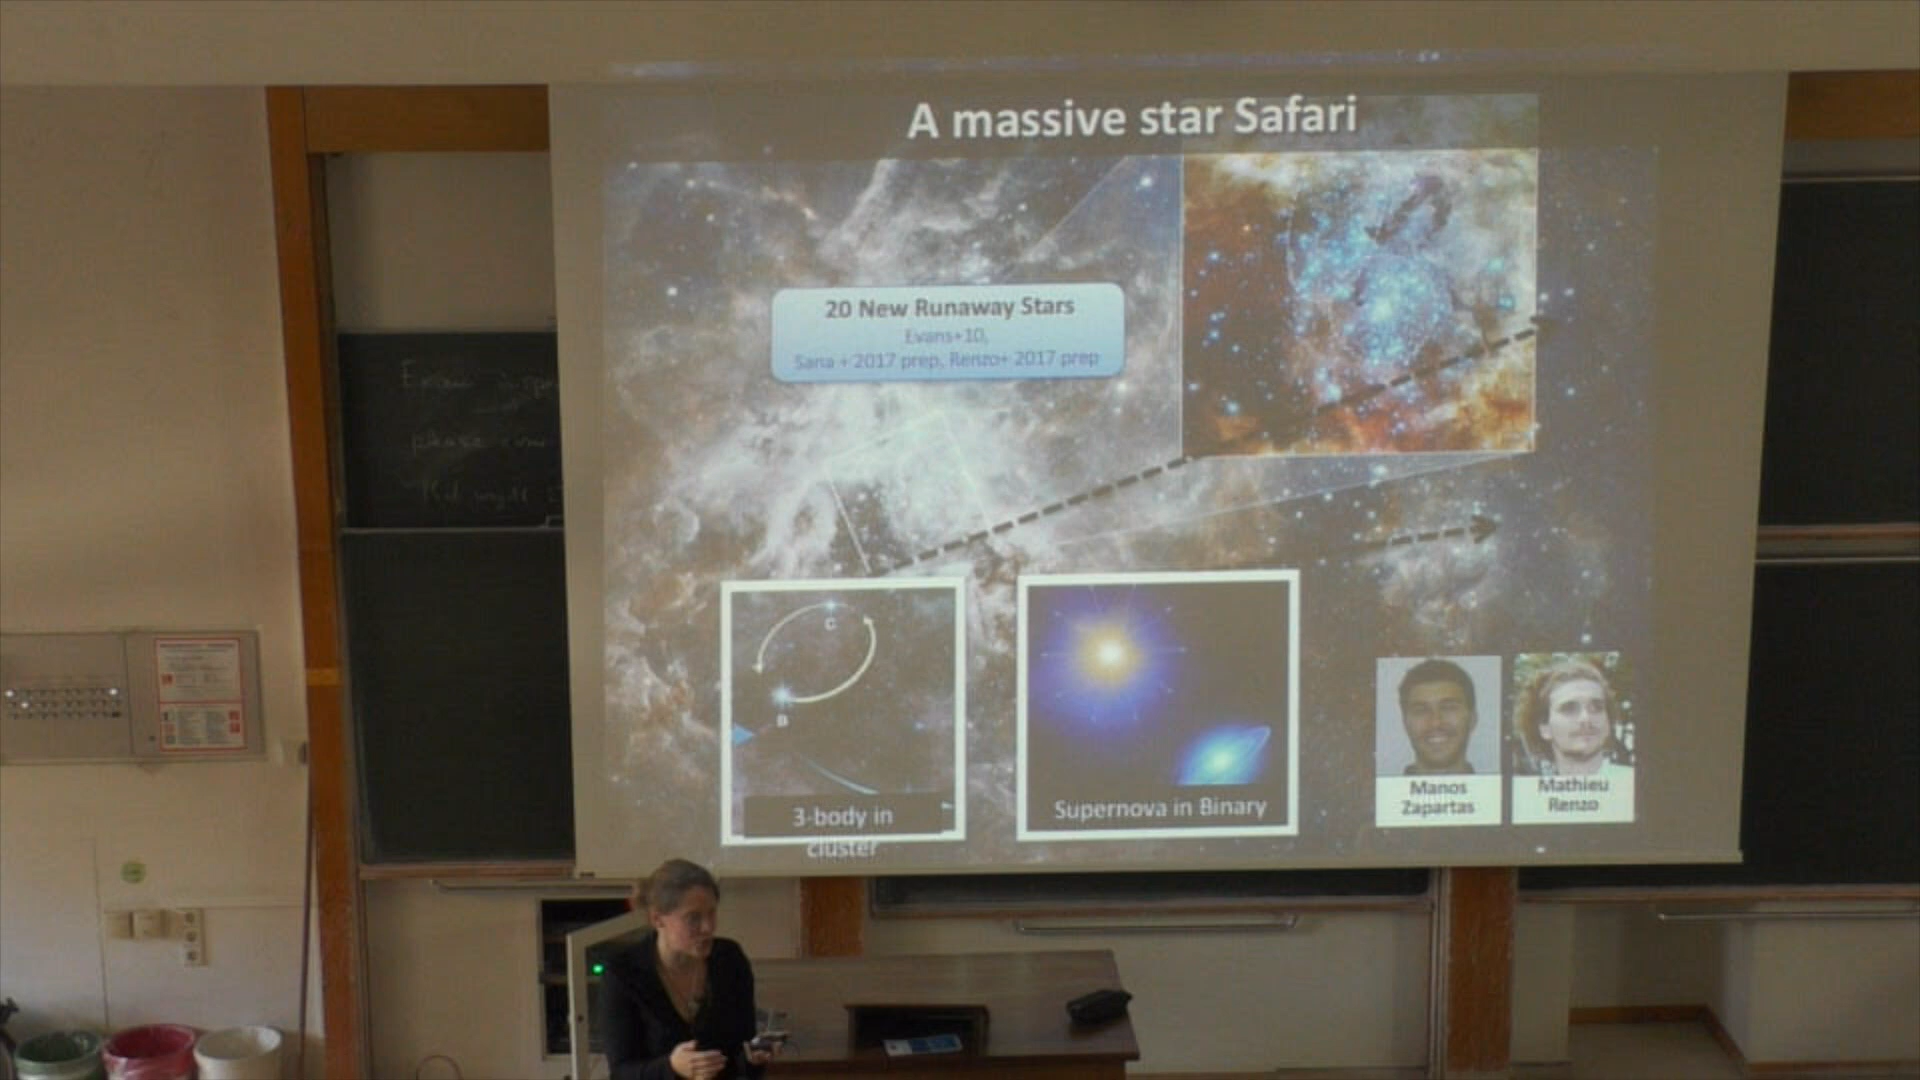 A massive star Safari
20 New Runaway Stars
Evans+10,
Sana + 2017 prep, Renzo+ 2017 prep
C
B
3-body in
cluster
Supernova in Binary
Manos
Zapartas
Mathieu
Renzo